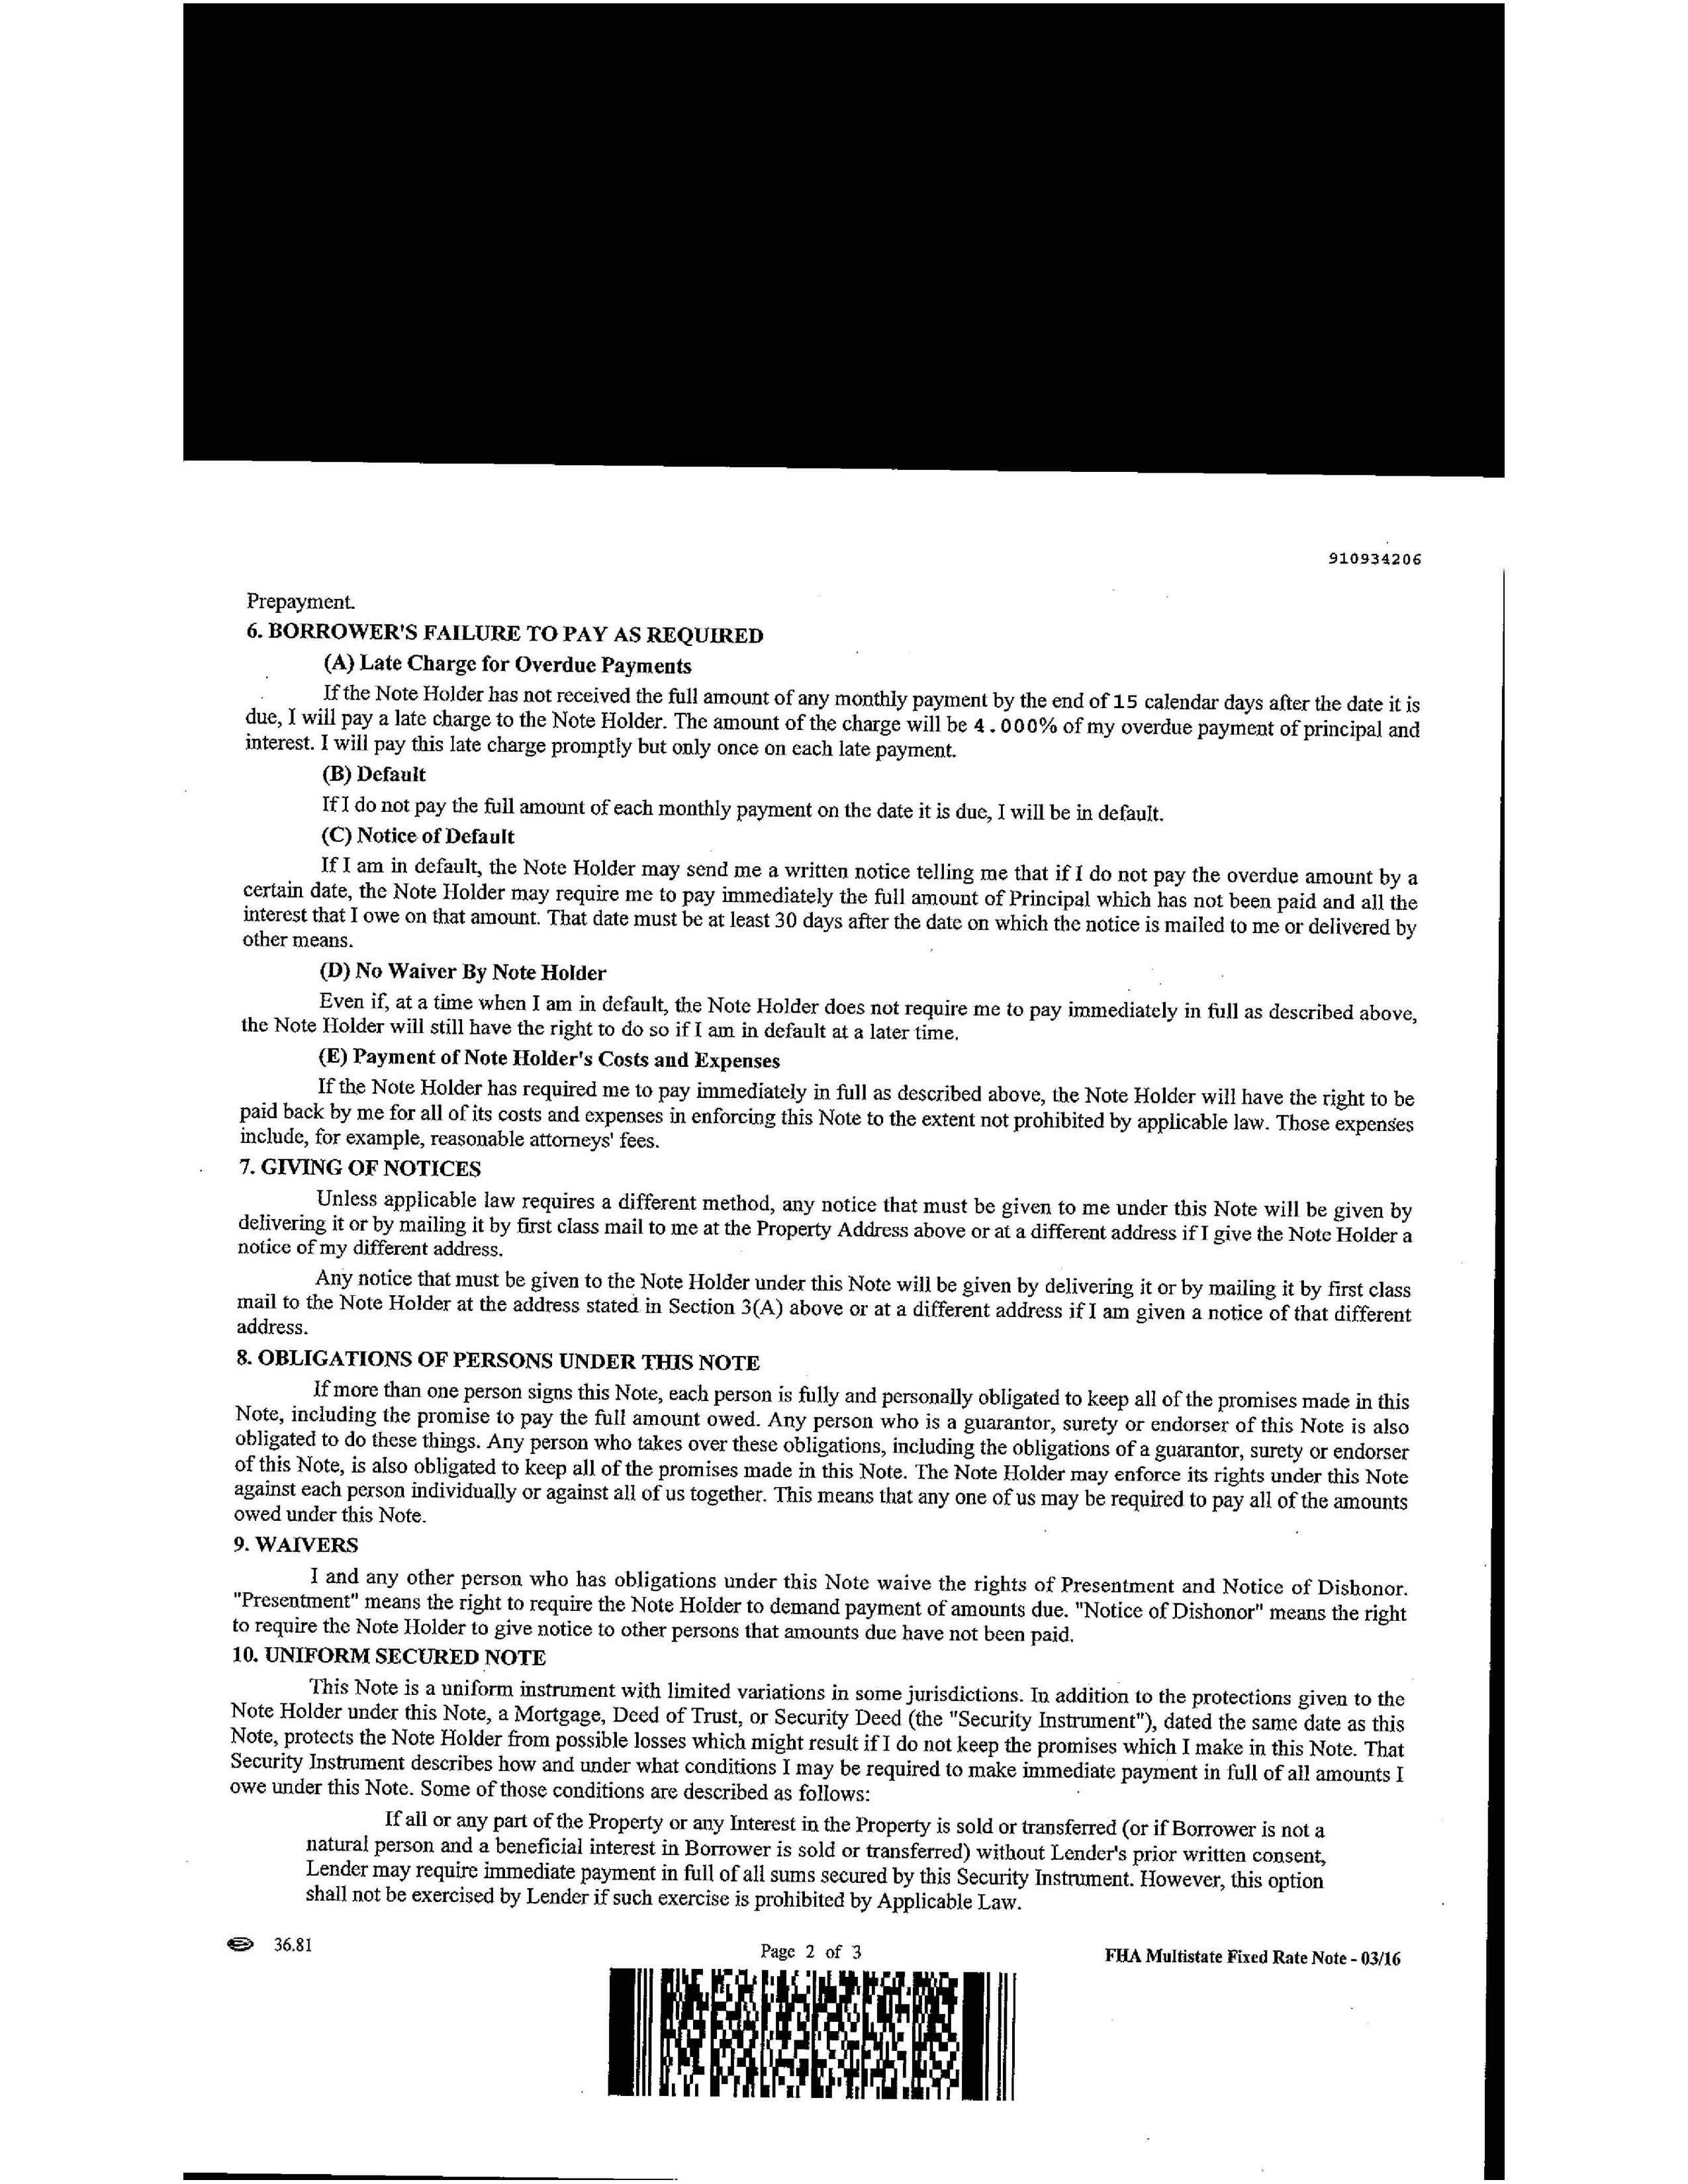 910934206
Prepayment.
6. BORROWER'S FAILURE TO PAY AS REQUIRED
(A) Late Charge for Overdue Payments
If the Note Holder has not received the full amount of any monthly payment by the end of 15 calendar days after the date it is
due, I will pay a late charge to the Note Holder. The amount of the charge will be 4.000% of my overdue payment of principal and
interest. I will pay this late charge promptly but only once on each late payment.
(B) Default
If I do not pay the full amount of each monthly payment on the date it is due, I will be in default.
(C) Notice of Default
If I am in default, the Note Holder may send me a written notice telling me that if I do not pay the overdue amount by a
certain date, the Note Holder may require me to pay immediately the full amount of Principal which has not been paid and all the
interest that I owe on that amount. That date must be at least 30 days after the date on which the notice is mailed to me or delivered by
other means.
(D) No Waiver By Note Holder
Even if, at a time when I am in default, the Note Holder does not require me to pay immediately in full as described above,
the Note Holder will still have the right to do so if I am in default at a later time.
(E) Payment of Note Holder's Costs and Expenses
If the Note Holder has required me to pay immediately in full as described above, the Note Holder will have the right to be
paid back by me for all of its costs and expenses in enforcing this Note to the extent not prohibited by applicable law. Those expenses
include, for example, reasonable attorneys' fees.
7. GIVING OF NOTICES
Unless applicable law requires a different method, any notice that must be given to me under this Note will be given by
delivering it or by mailing it by first class mail to me at the Property Address above or at a different address if I give the Note Holder a
notice of my different address.
Any notice that must be given to the Note Holder under this Note will be given by delivering it or by mailing it by first class
mail to the Note Holder at the address stated in Section 3(A) above or at a different address if I am given a notice of that different
address.
8. OBLIGATIONS OF PERSONS UNDER THIS NOTE
If more than one person signs this Note, each person is fully and personally obligated to keep all of the promises made in this
Note, including the promise to pay the full amount owed. Any person who is a guarantor, surety or endorser of this Note is also
obligated to do these things. Any person who takes over these obligations, including the obligations of a guarantor, surety or endorser
of this Note, is also obligated to keep all of the promises made in this Note. The Note Holder may enforce its rights under this Note
against each person individually or against all of us together. This means that any one of us may be required to pay all of the amounts
owed under this Note.
9. WAIVERS
I and any other person who has obligations under this Note waive the rights of Presentment and Notice of Dishonor.
"Presentment" means the right to require the Note Holder to demand payment of amounts due. "Notice of Dishonor" means the right
to require the Note Holder to give notice to other persons that amounts due have not been paid.
10. UNIFORM SECURED NOTE
This Note is a uniform instrument with limited variations in some jurisdictions. In addition to the protections given to the
Note Holder under this Note, a Mortgage, Deed of Trust, or Security Deed (the "Security Instrument"), dated the same date as this
Note, protects the Note Holder from possible losses which might result if I do not keep the promises which I make in this Note. That
Security Instrument describes how and under what conditions I may be required to make immediate payment in full of all amounts I
owe under this Note. Some of those conditions are described as follows:
If all or any part of the Property or any Interest in the Property is sold or transferred (or if Borrower is not a
natural person and a beneficial interest in Borrower is sold or transferred) without Lender's prior written consent,
Lender may require immediate payment in full of all sums secured by this Security Instrument. However, this option
shall not be exercised by Lender if such exercise is prohibited by Applicable Law.
36.81
Page 2 of 3
FHA Multistate Fixed Rate Note - 03/16